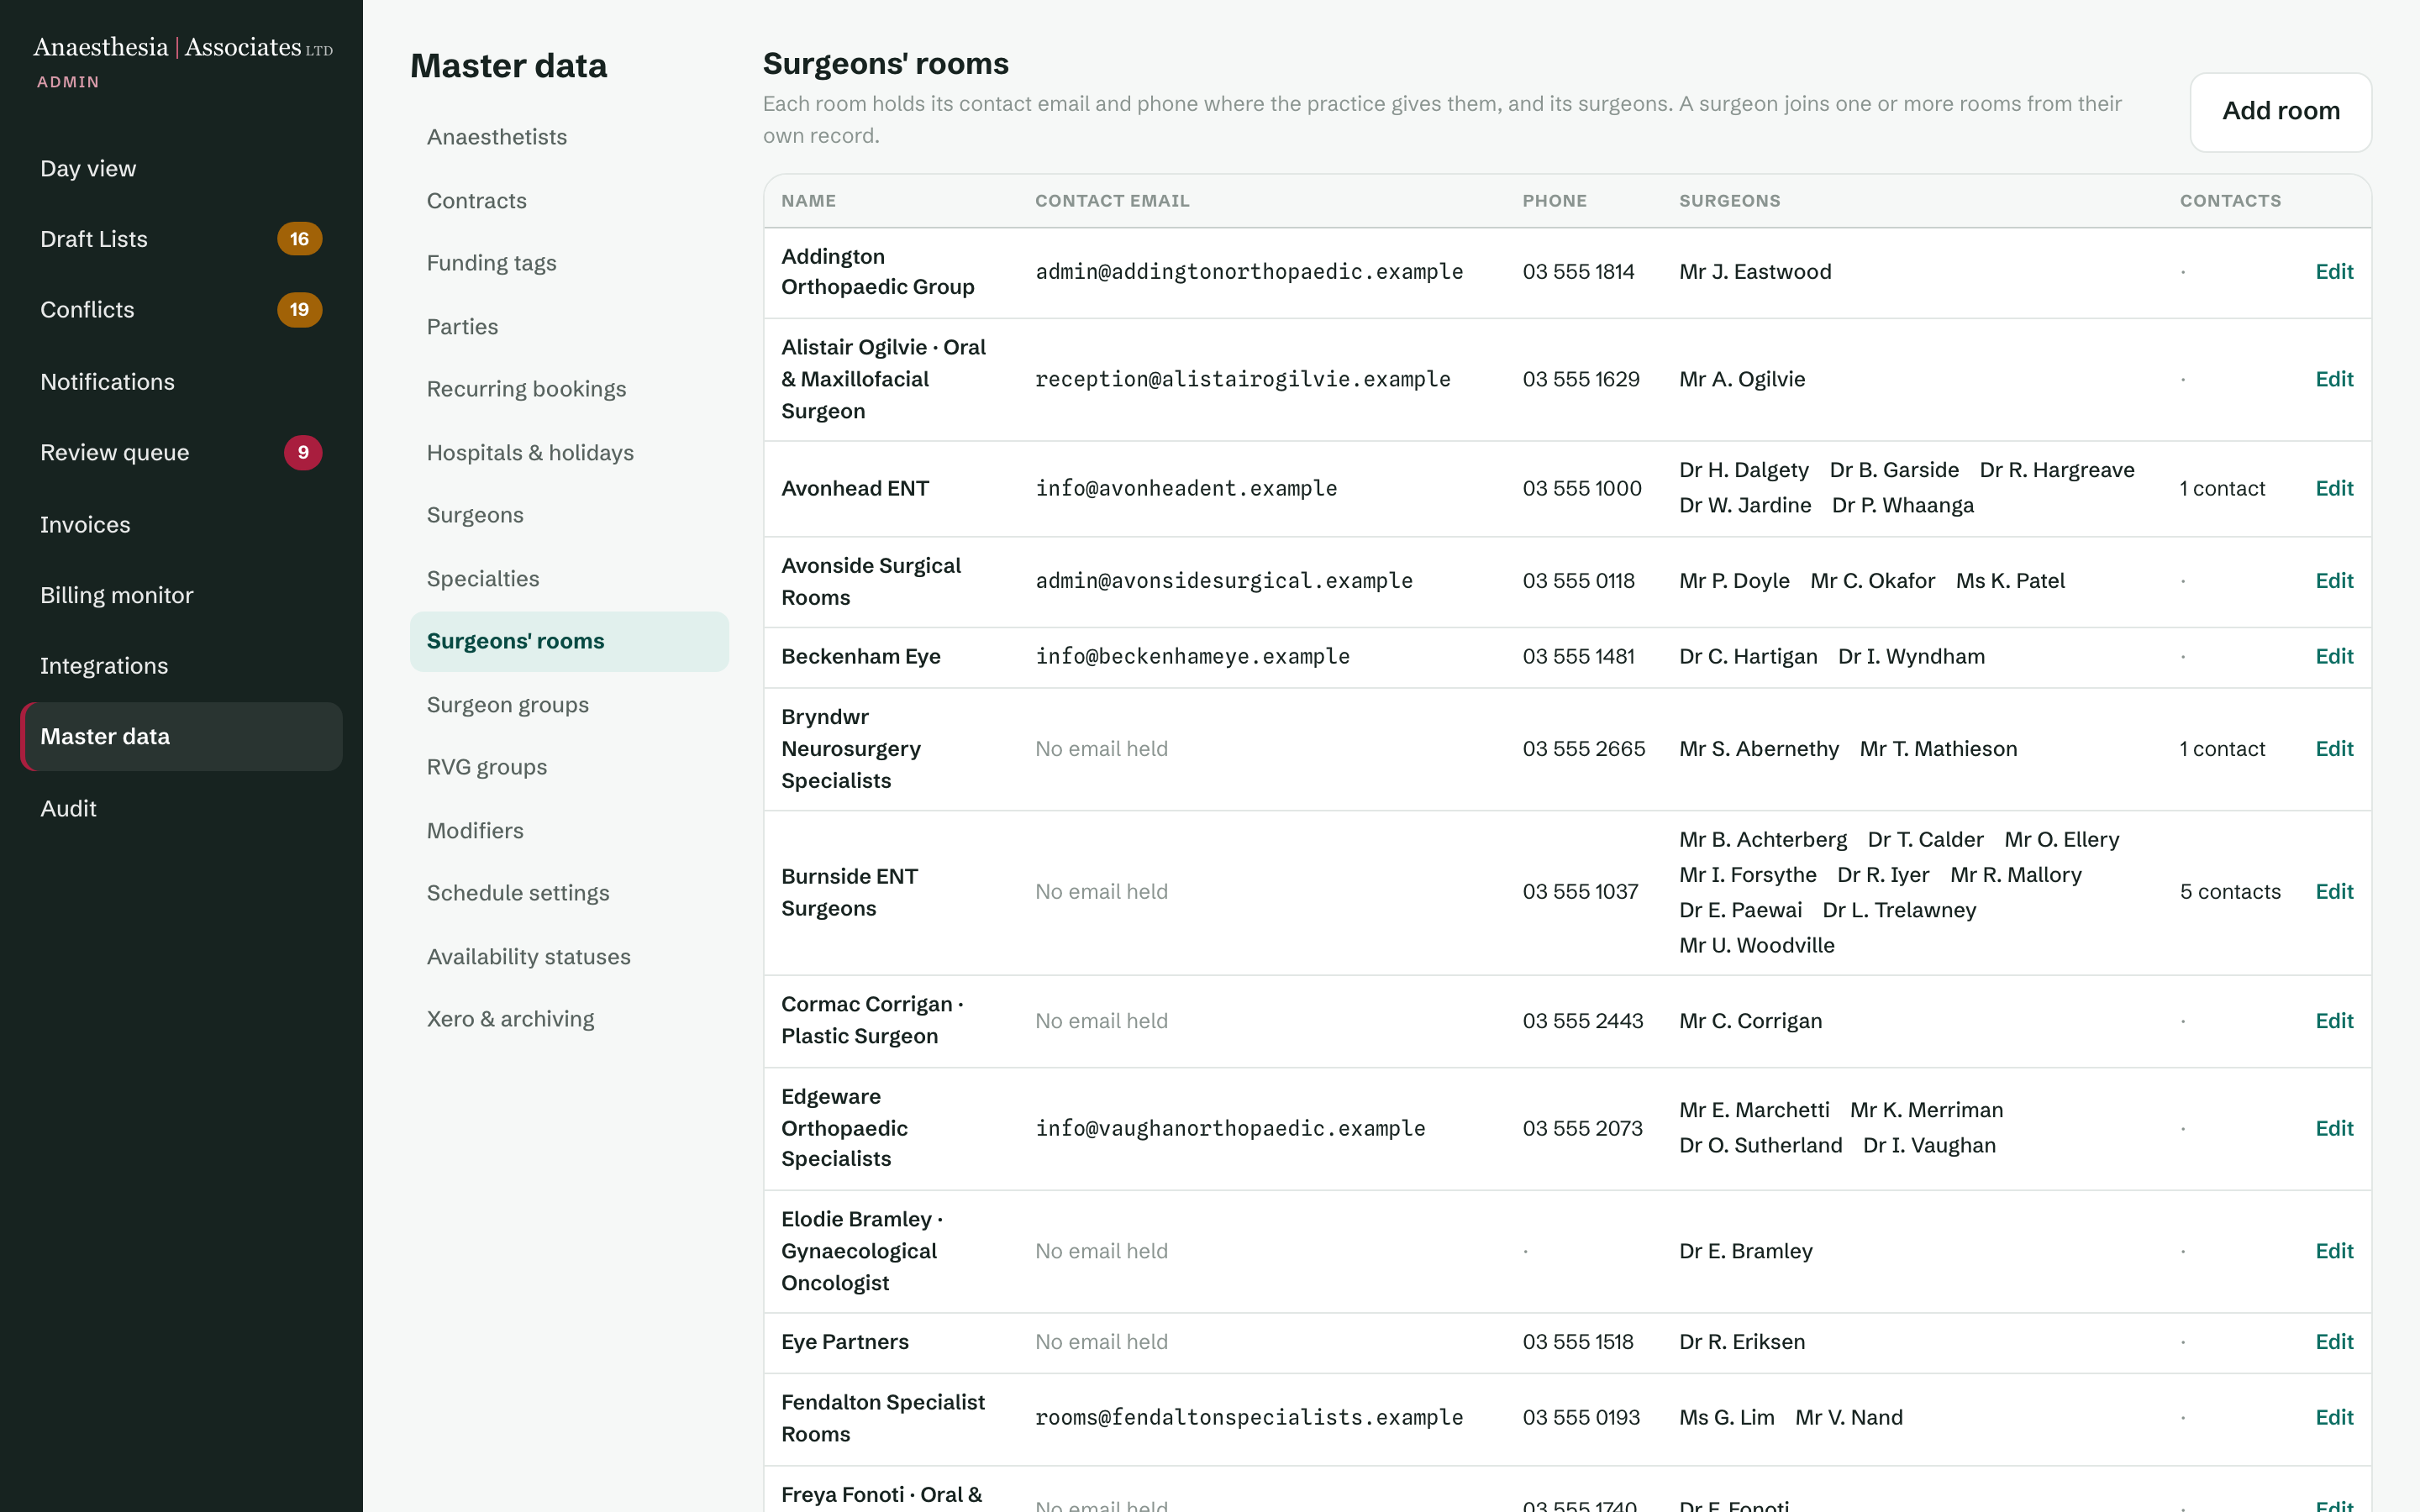 Anaesthesia | Associates LTD
ADMIN
Day view
Draft Lists 16
Conflicts 19
Notifications
Review queue 9
Invoices
Billing monitor
Integrations
Master data
Audit
Master data
Anaesthetists
Contracts
Funding tags
Parties
Recurring bookings
Hospitals & holidays
Surgeons
Specialties
Surgeons' rooms
Surgeon groups
RVG groups
Modifiers
Schedule settings
Availability statuses
Xero & archiving
Surgeons' rooms
Each room holds its contact email and phone where the practice gives them, and its surgeons. A surgeon joins one or more rooms from their
own record.
Add room
NAME CONTACT EMAIL PHONE SURGEONS CONTACTS
Addington
Orthopaedic Group
admin@addingtonorthopaedic.example 03 555 1814 Mr J. Eastwood · Edit
Alistair Ogilvie · Oral
& Maxillofacial
Surgeon
reception@alistairogilvie.example 03 555 1629 Mr A. Ogilvie · Edit
Avonhead ENT info@avonheadent.example 03 555 1000
Dr H. Dalgety Dr B. Garside Dr R. Hargreave
Dr W. Jardine Dr P. Whaanga
1 contact Edit
Avonside Surgical
Rooms
admin@avonsidesurgical.example 03 555 0118 Mr P. Doyle Mr C. Okafor Ms K. Patel · Edit
Beckenham Eye info@beckenhameye.example 03 555 1481 Dr C. Hartigan Dr I. Wyndham · Edit
Bryndwr
Neurosurgery
Specialists
No email held 03 555 2665 Mr S. Abernethy Mr T. Mathieson 1 contact Edit
Burnside ENT
Surgeons
No email held 03 555 1037
Mr B. Achterberg Dr T. Calder Mr O. Ellery
Mr I. Forsythe Dr R. Iyer Mr R. Mallory
Dr E. Paewai Dr L. Trelawney
Mr U. Woodville
5 contacts Edit
Cormac Corrigan ·
Plastic Surgeon
No email held 03 555 2443 Mr C. Corrigan · Edit
Edgeware
Orthopaedic
Specialists
info@vaughanorthopaedic.example 03 555 2073
Mr E. Marchetti Mr K. Merriman
Dr O. Sutherland Dr I. Vaughan
· Edit
Elodie Bramley ·
Gynaecological
Oncologist
No email held · Dr E. Bramley · Edit
Eye Partners No email held 03 555 1518 Dr R. Eriksen · Edit
Fendalton Specialist
Rooms
rooms@fendaltonspecialists.example 03 555 0193 Ms G. Lim Mr V. Nand · Edit
Freya Fonoti · Oral &
No email held 03 555 1740 Dr F. Fonoti · Edit